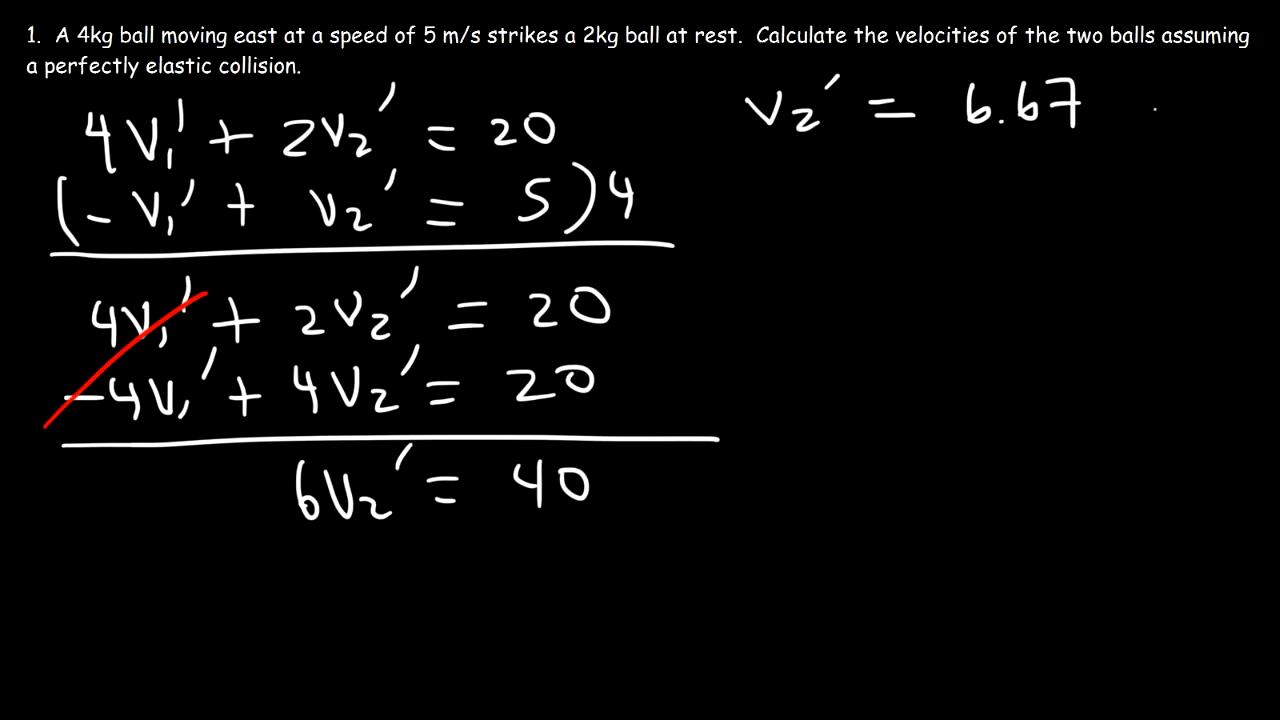 1. A 4kg ball moving east at a speed of 5 m/s strikes a 2kg ball at rest. Calculate the velocities of the two balls assuming
a perfectly elastic collision.
4v₁' + 2v₂' = 20
(-v₁' + v₂' = 5)4
4v₁' + 2v₂' = 20
-4v₁' + 4v₂' = 20
6v₂' = 40
v₂' = 6.67